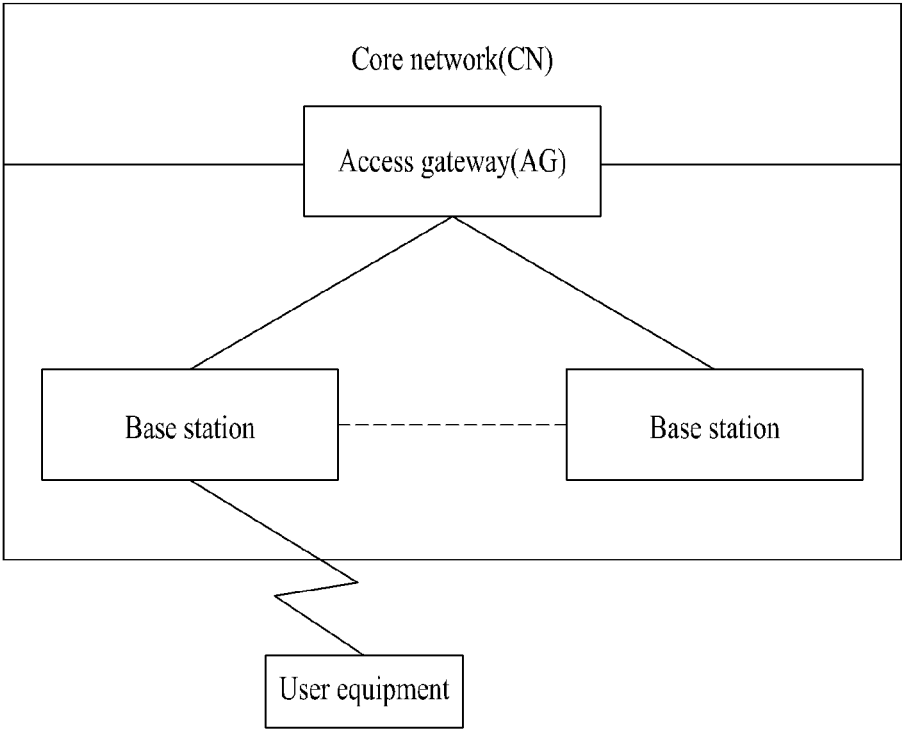 Core network(CN)
Access gateway(AG)
Base station
Base station
User equipment